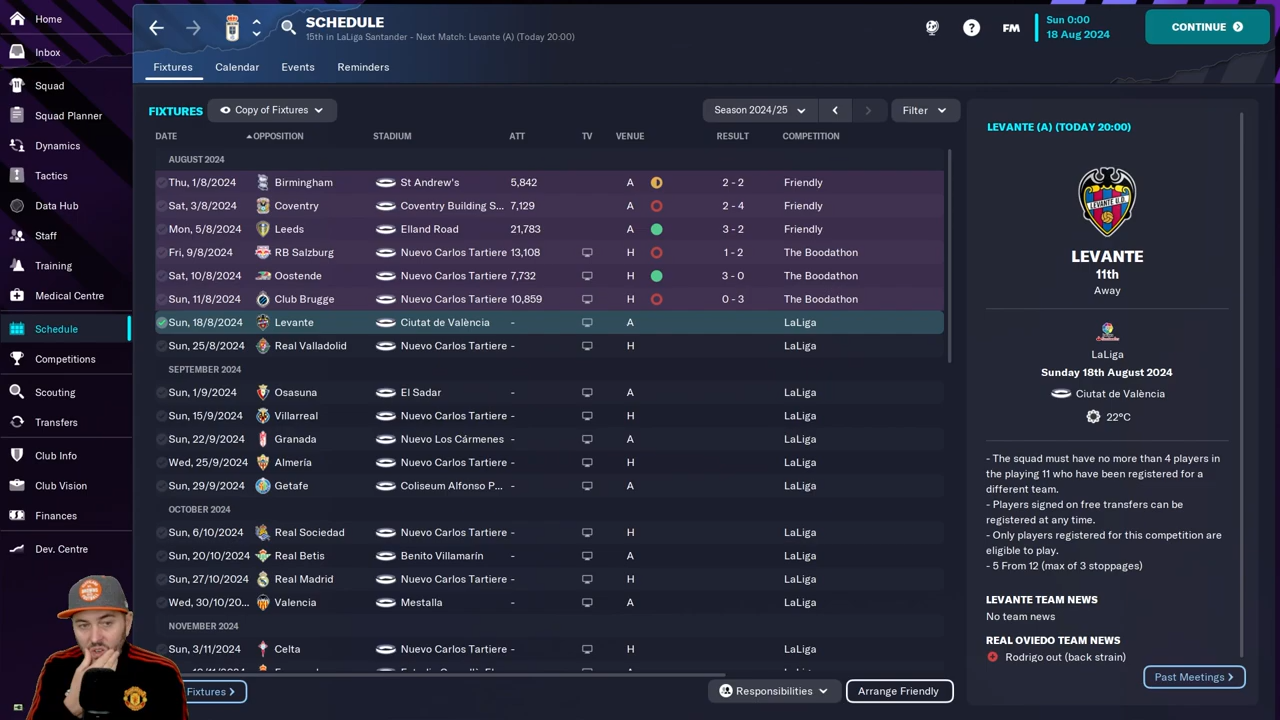 Home
Inbox
Squad
Squad Planner
Dynamics
Tactics
Data Hub
Staff
Training
Medical Centre
Schedule
Competitions
Scouting
Transfers
Club Info
Club Vision
Finances
Dev. Centre
SCHEDULE
15th in LaLiga Santander - Next Match: Levante (A) (Today 20:00)
FM
Sun 0:00
18 Aug 2024
CONTINUE
Fixtures Calendar Events Reminders
FIXTURES Copy of Fixtures Season 2024/25 Filter
DATE OPPOSITION STADIUM ATT TV VENUE RESULT COMPETITION
AUGUST 2024
Thu, 1/8/2024 Birmingham St Andrew's 5,842 A 2 - 2 Friendly
Sat, 3/8/2024 Coventry Coventry Building S... 7,129 A 2 - 4 Friendly
Mon, 5/8/2024 Leeds Elland Road 21,783 A 3 - 2 Friendly
Fri, 9/8/2024 RB Salzburg Nuevo Carlos Tartiere 13,108 H 1 - 2 The Boodathon
Sat, 10/8/2024 Oostende Nuevo Carlos Tartiere 7,732 H 3 - 0 The Boodathon
Sun, 11/8/2024 Club Brugge Nuevo Carlos Tartiere 10,859 H 0 - 3 The Boodathon
Sun, 18/8/2024 Levante Ciutat de València - A LaLiga
Sun, 25/8/2024 Real Valladolid Nuevo Carlos Tartiere - H LaLiga
SEPTEMBER 2024
Sun, 1/9/2024 Osasuna El Sadar - A LaLiga
Sun, 15/9/2024 Villarreal Nuevo Carlos Tartiere - H LaLiga
Sun, 22/9/2024 Granada Nuevo Los Cármenes - A LaLiga
Wed, 25/9/2024 Almería Nuevo Carlos Tartiere - H LaLiga
Sun, 29/9/2024 Getafe Coliseum Alfonso P... - A LaLiga
OCTOBER 2024
Sun, 6/10/2024 Real Sociedad Nuevo Carlos Tartiere - H LaLiga
Sun, 20/10/2024 Real Betis Benito Villamarín - A LaLiga
Sun, 27/10/2024 Real Madrid Nuevo Carlos Tartiere - H LaLiga
Wed, 30/10/20... Valencia Mestalla - A LaLiga
NOVEMBER 2024
Sun, 3/11/2024 Celta Nuevo Carlos Tartiere - H LaLiga
Fixtures Responsibilities Arrange Friendly
LEVANTE (A) (TODAY 20:00)
LEVANTE
11th
Away
LaLiga
Sunday 18th August 2024
Ciutat de València
22°C
- The squad must have no more than 4 players in
the playing 11 who have been registered for a
different team.
- Players signed on free transfers can be
registered at any time.
- Only players registered for this competition are
eligible to play.
- 5 From 12 (max of 3 stoppages)
LEVANTE TEAM NEWS
No team news
REAL OVIEDO TEAM NEWS
Rodrigo out (back strain)
Past Meetings